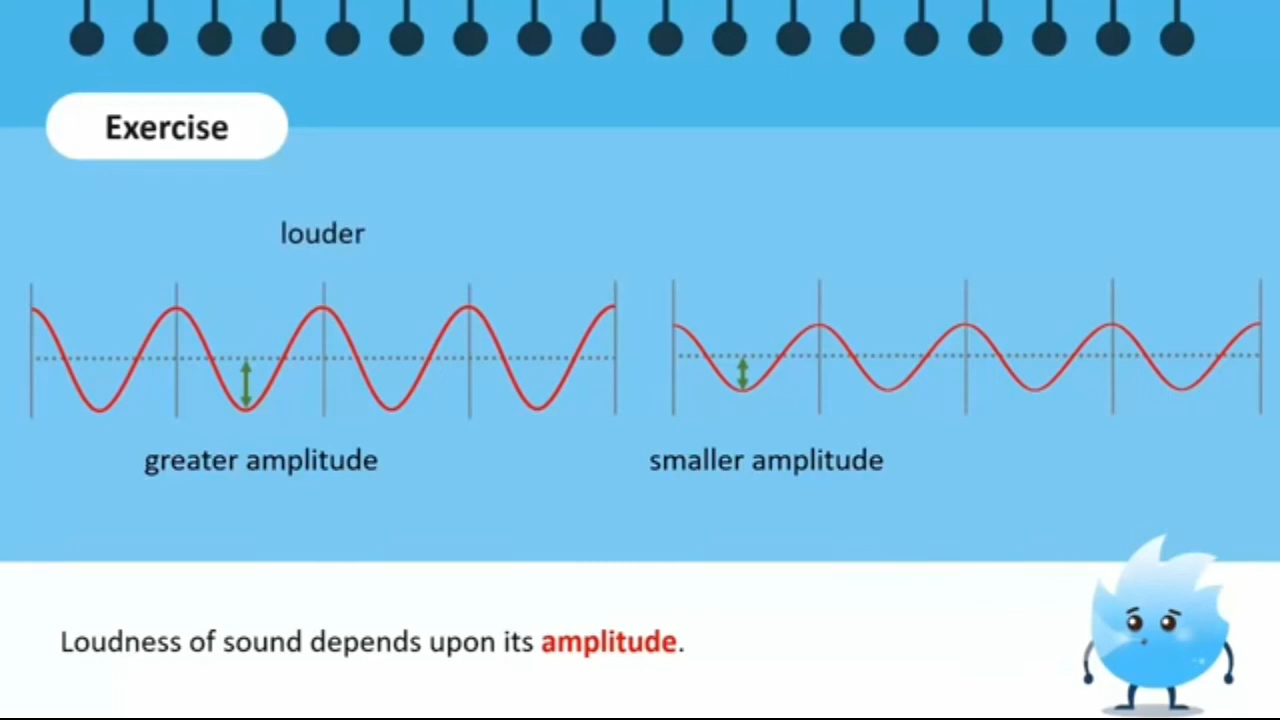 Exercise
louder
greater amplitude
smaller amplitude
Loudness of sound depends upon its amplitude.